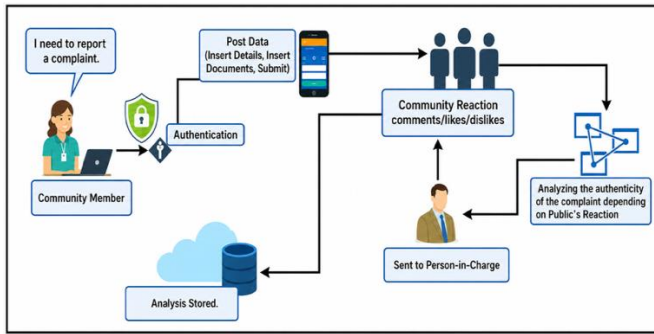 I need to report
a complaint.
Post Data
(Insert Details, Insert
Documents, Submit)
Authentication
Community Member
Community Reaction
comments/likes/dislikes
Analyzing the authenticity
of the complaint depending
on Public's Reaction
Sent to Person-in-Charge
Analysis Stored.